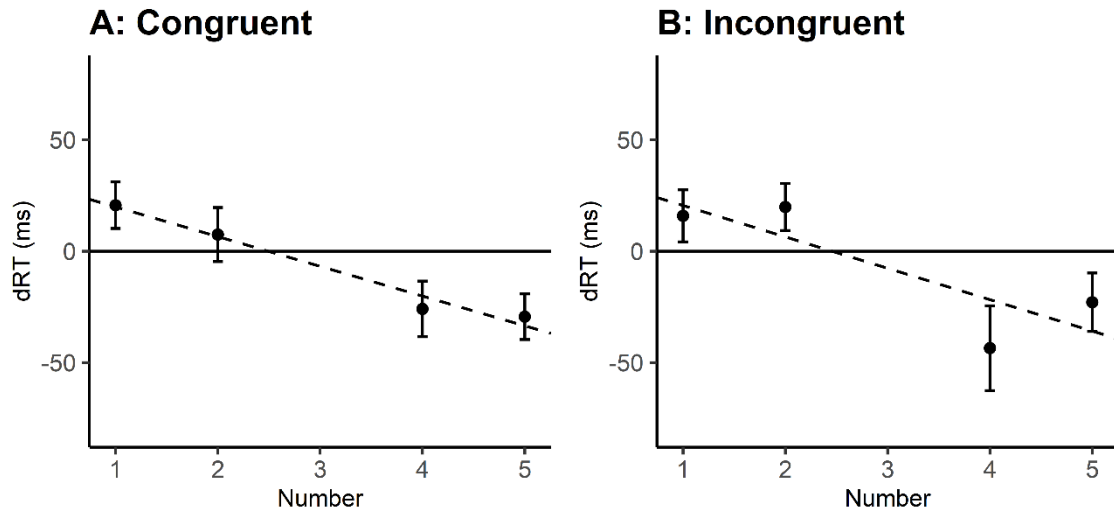 A: Congruent
dRT (ms)
50
0
-50
1 2 3 4 5
Number
B: Incongruent
dRT (ms)
50
0
-50
1 2 3 4 5
Number